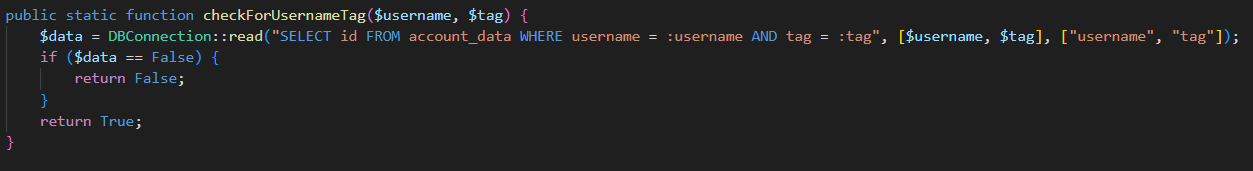 public static function checkForUsernameTag($username, $tag) {
    $data = DBConnection::read("SELECT id FROM account_data WHERE username = :username AND tag = :tag", [$username, $tag], ["username", "tag"]);
    if ($data == False) {
        return False;
    }
    return True;
}